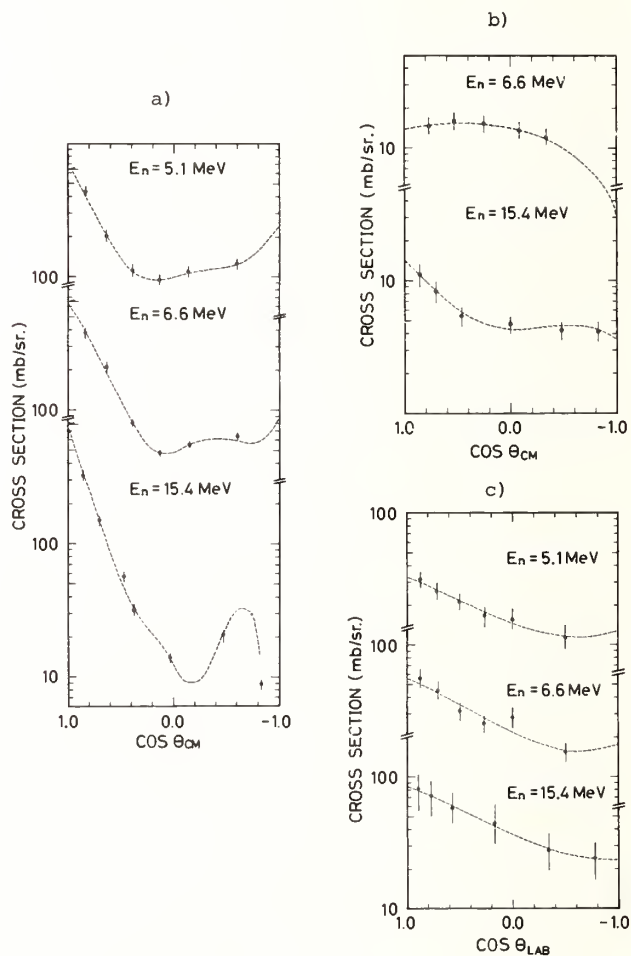 a)
CROSS SECTION (mb/sr.)
En = 5.1 MeV
100
En = 6.6 MeV
100
En = 15.4 MeV
100
10
1.0 0.0 -1.0
COS θCM
b)
CROSS SECTION (mb/sr.)
En = 6.6 MeV
10
En = 15.4 MeV
10
1.0 0.0 -1.0
COS θCM
c)
CROSS SECTION (mb/sr.)
100
En = 5.1 MeV
100
En = 6.6 MeV
100
En = 15.4 MeV
10
1.0 0.0 -1.0
COS θLAB